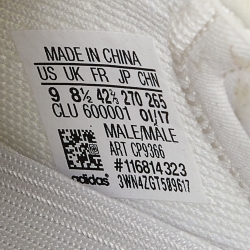 MADE IN CHINA
US UK FR JP CHN
9 8½ 42⅔ 270 265
CLU 600001 01/17
MALE/MÂLE
ART CP9366
#116814323
adidas 3WN4ZGT589617